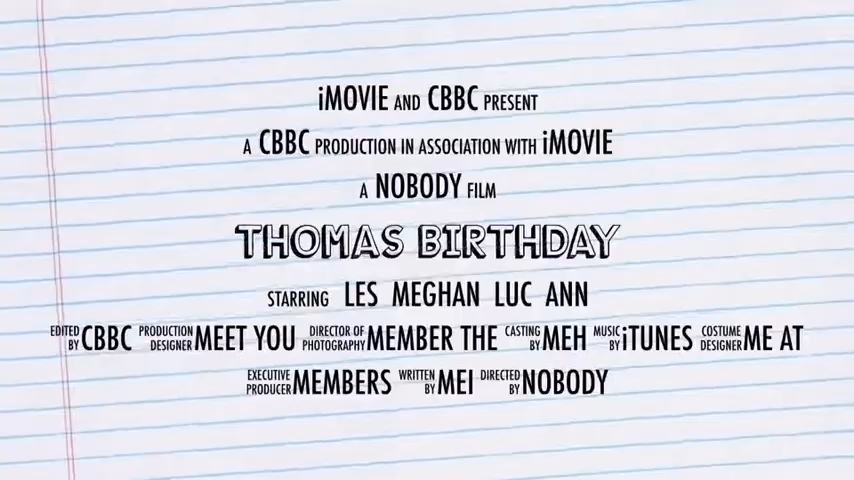 iMOVIE AND CBBC PRESENT
A CBBC PRODUCTION IN ASSOCIATION WITH iMOVIE
A NOBODY FILM
THOMAS BIRTHDAY
STARRING LES MEGHAN LUC ANN
EDITED BY CBBC PRODUCTION DESIGNER MEET YOU DIRECTOR OF PHOTOGRAPHY MEMBER THE CASTING BY MEH MUSIC BY iTUNES COSTUME DESIGNER ME AT
EXECUTIVE PRODUCER MEMBERS WRITTEN BY MEI DIRECTED BY NOBODY